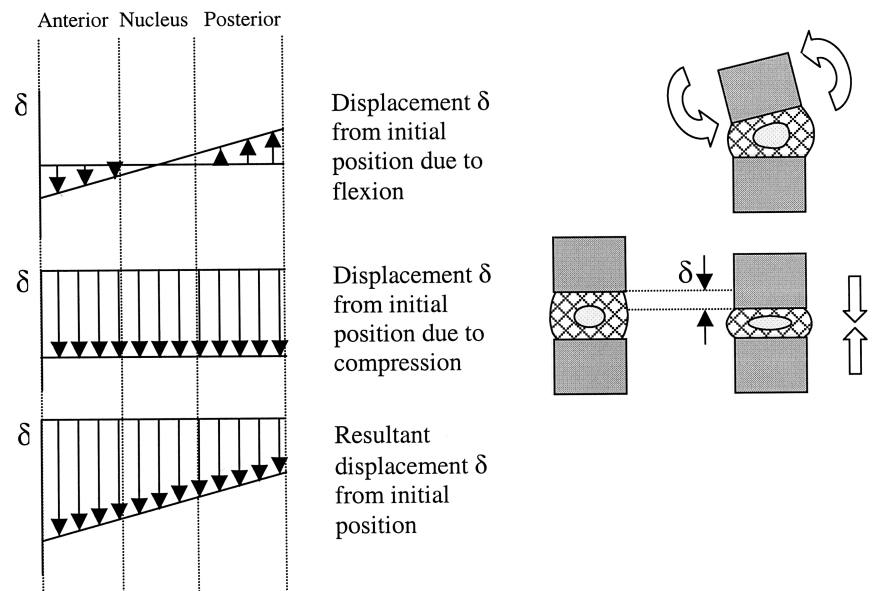 Anterior Nucleus Posterior
δ
Displacement δ
from initial
position due to
flexion
δ
Displacement δ
from initial
position due to
compression
δ
δ
Resultant
displacement δ
from initial
position